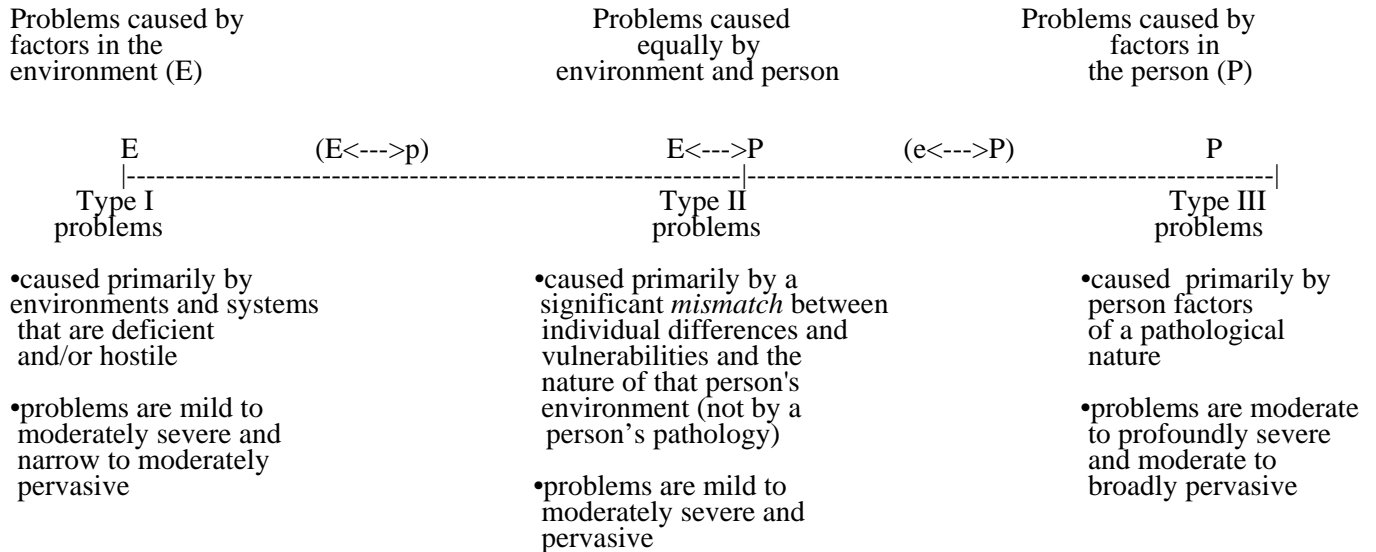 Problems caused by
factors in the
environment (E)
Problems caused
equally by
environment and person
Problems caused by
factors in
the person (P)
E (E<--->p) E<--->P (e<--->P) P
|---------------------------------------------------------------|------------------------------------------------------|
Type I
problems
Type II
problems
Type III
problems
•caused primarily by
environments and systems
that are deficient
and/or hostile
•problems are mild to
moderately severe and
narrow to moderately
pervasive
•caused primarily by a
significant mismatch between
individual differences and
vulnerabilities and the
nature of that person's
environment (not by a
person’s pathology)
•problems are mild to
moderately severe and
pervasive
•caused primarily by
person factors
of a pathological
nature
•problems are moderate
to profoundly severe
and moderate to
broadly pervasive